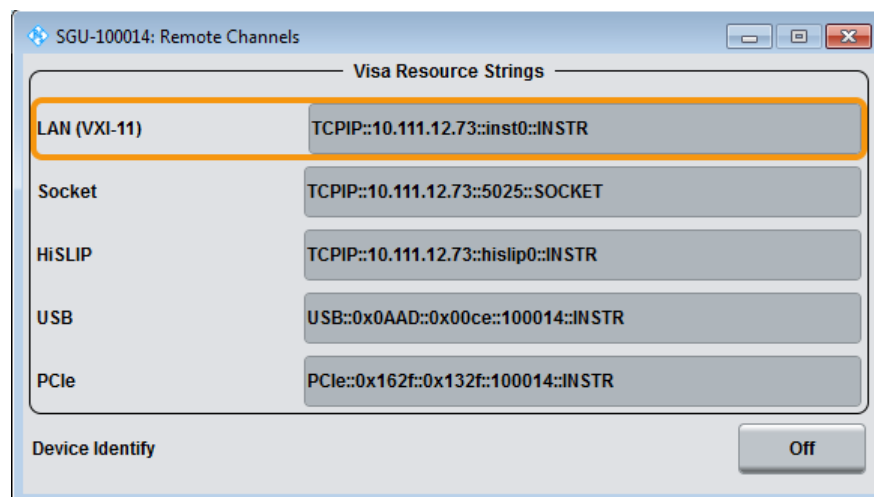 SGU-100014: Remote Channels
Visa Resource Strings
LAN (VXI-11) TCPIP::10.111.12.73::inst0::INSTR
Socket TCPIP::10.111.12.73::5025::SOCKET
HiSLIP TCPIP::10.111.12.73::hislip0::INSTR
USB USB::0x0AAD::0x00ce::100014::INSTR
PCIe PCIe::0x162f::0x132f::100014::INSTR
Device Identify Off